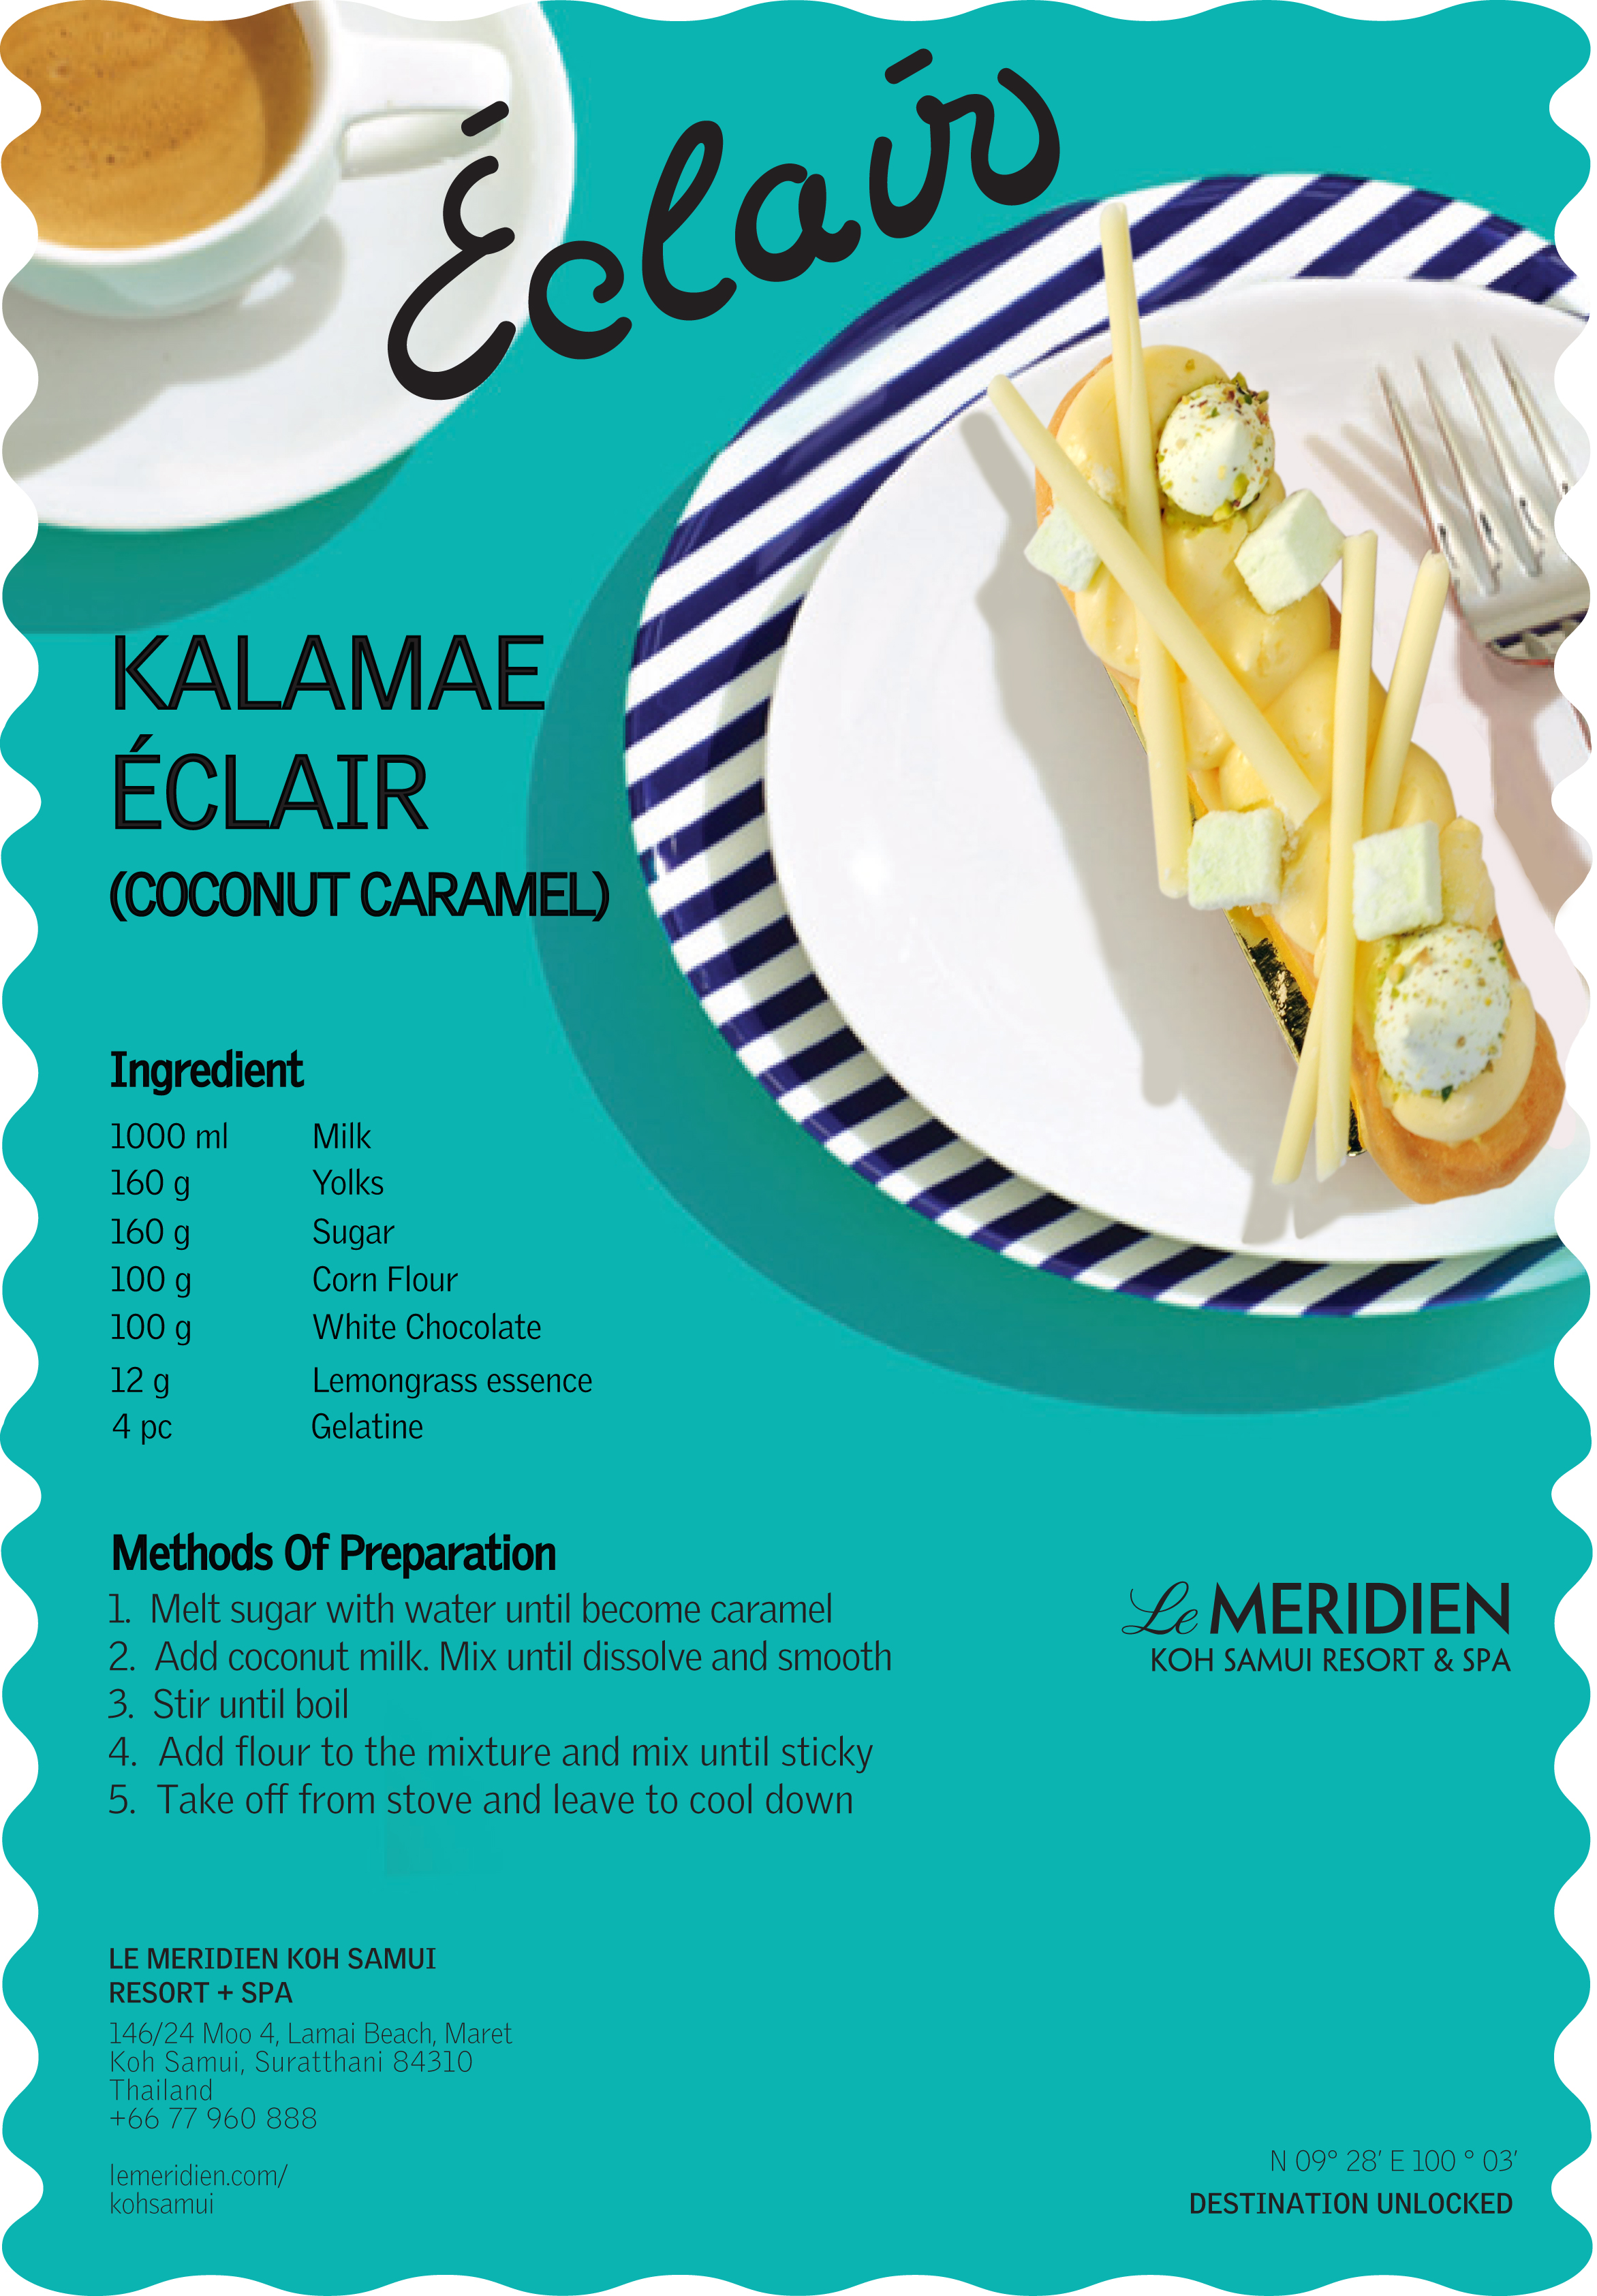 Éclair
KALAMAE
ÉCLAIR
(COCONUT CARAMEL)
Ingredient
1000 ml Milk
160 g Yolks
160 g Sugar
100 g Corn Flour
100 g White Chocolate
12 g Lemongrass essence
4 pc Gelatine
Methods Of Preparation
1. Melt sugar with water until become caramel
2. Add coconut milk. Mix until dissolve and smooth
3. Stir until boil
4. Add flour to the mixture and mix until sticky
5. Take off from stove and leave to cool down
Le MERIDIEN
KOH SAMUI RESORT & SPA
LE MERIDIEN KOH SAMUI
RESORT + SPA
146/24 Moo 4, Lamai Beach, Maret
Koh Samui, Suratthani 84310
Thailand
+66 77 960 888
lemeridien.com/
kohsamui
N 09° 28' E 100 ° 03'
DESTINATION UNLOCKED